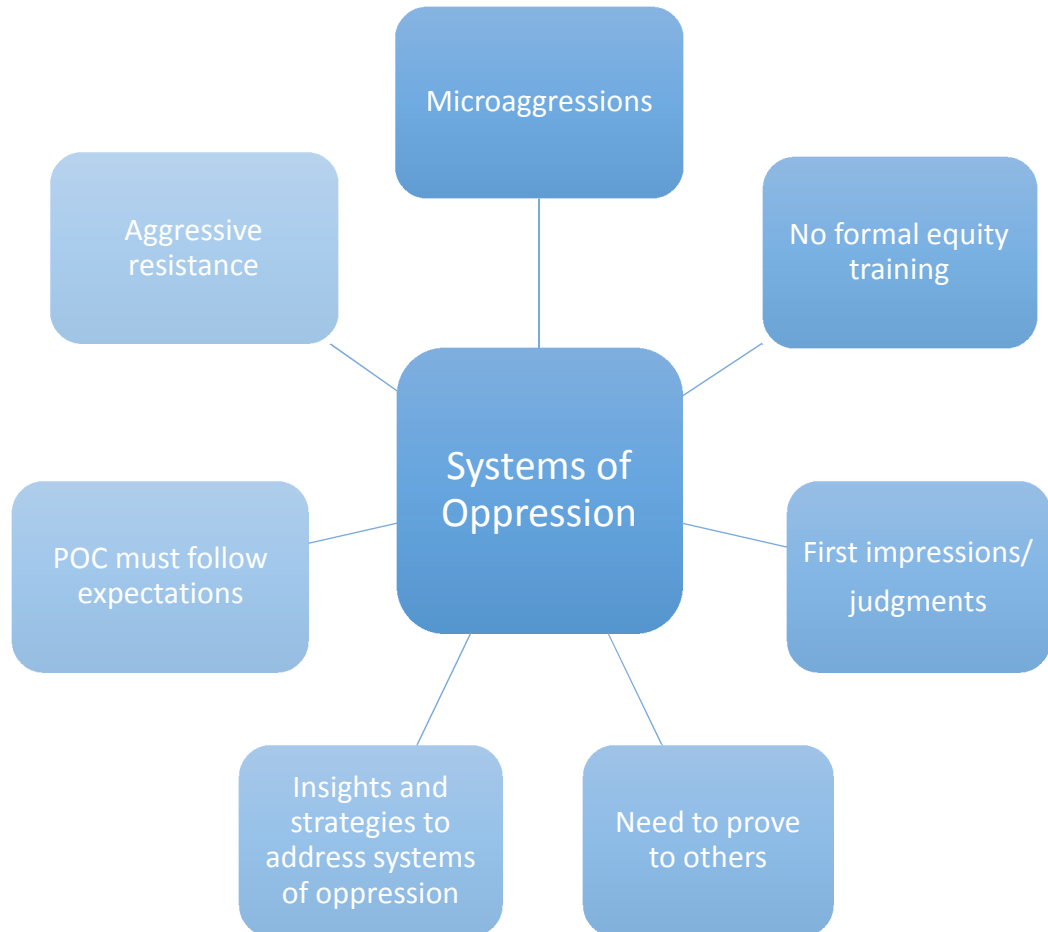 Microaggressions
No formal equity
training
First impressions/
judgments
Need to prove
to others
Insights and
strategies to
address systems
of oppression
POC must follow
expectations
Aggressive
resistance
Systems of
Oppression